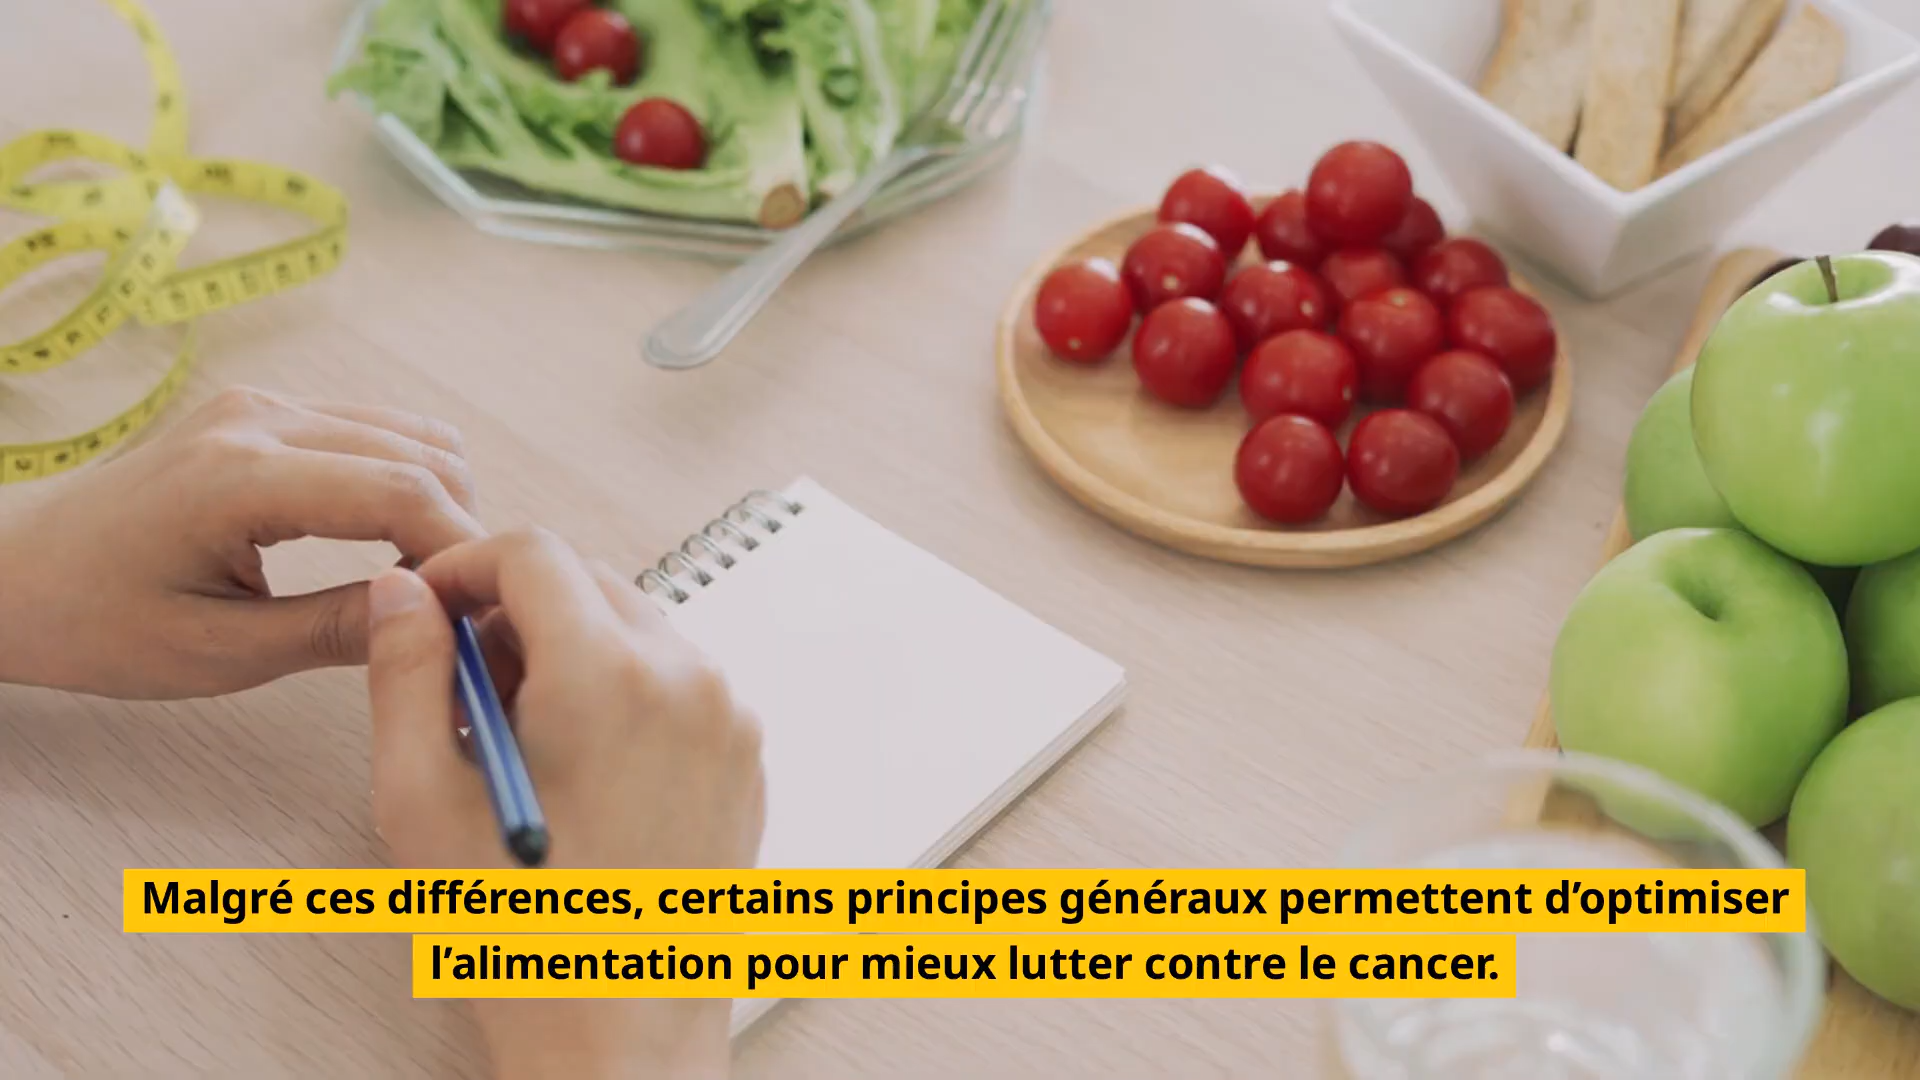 Malgré ces différences, certains principes généraux permettent d’optimiser
l’alimentation pour mieux lutter contre le cancer.